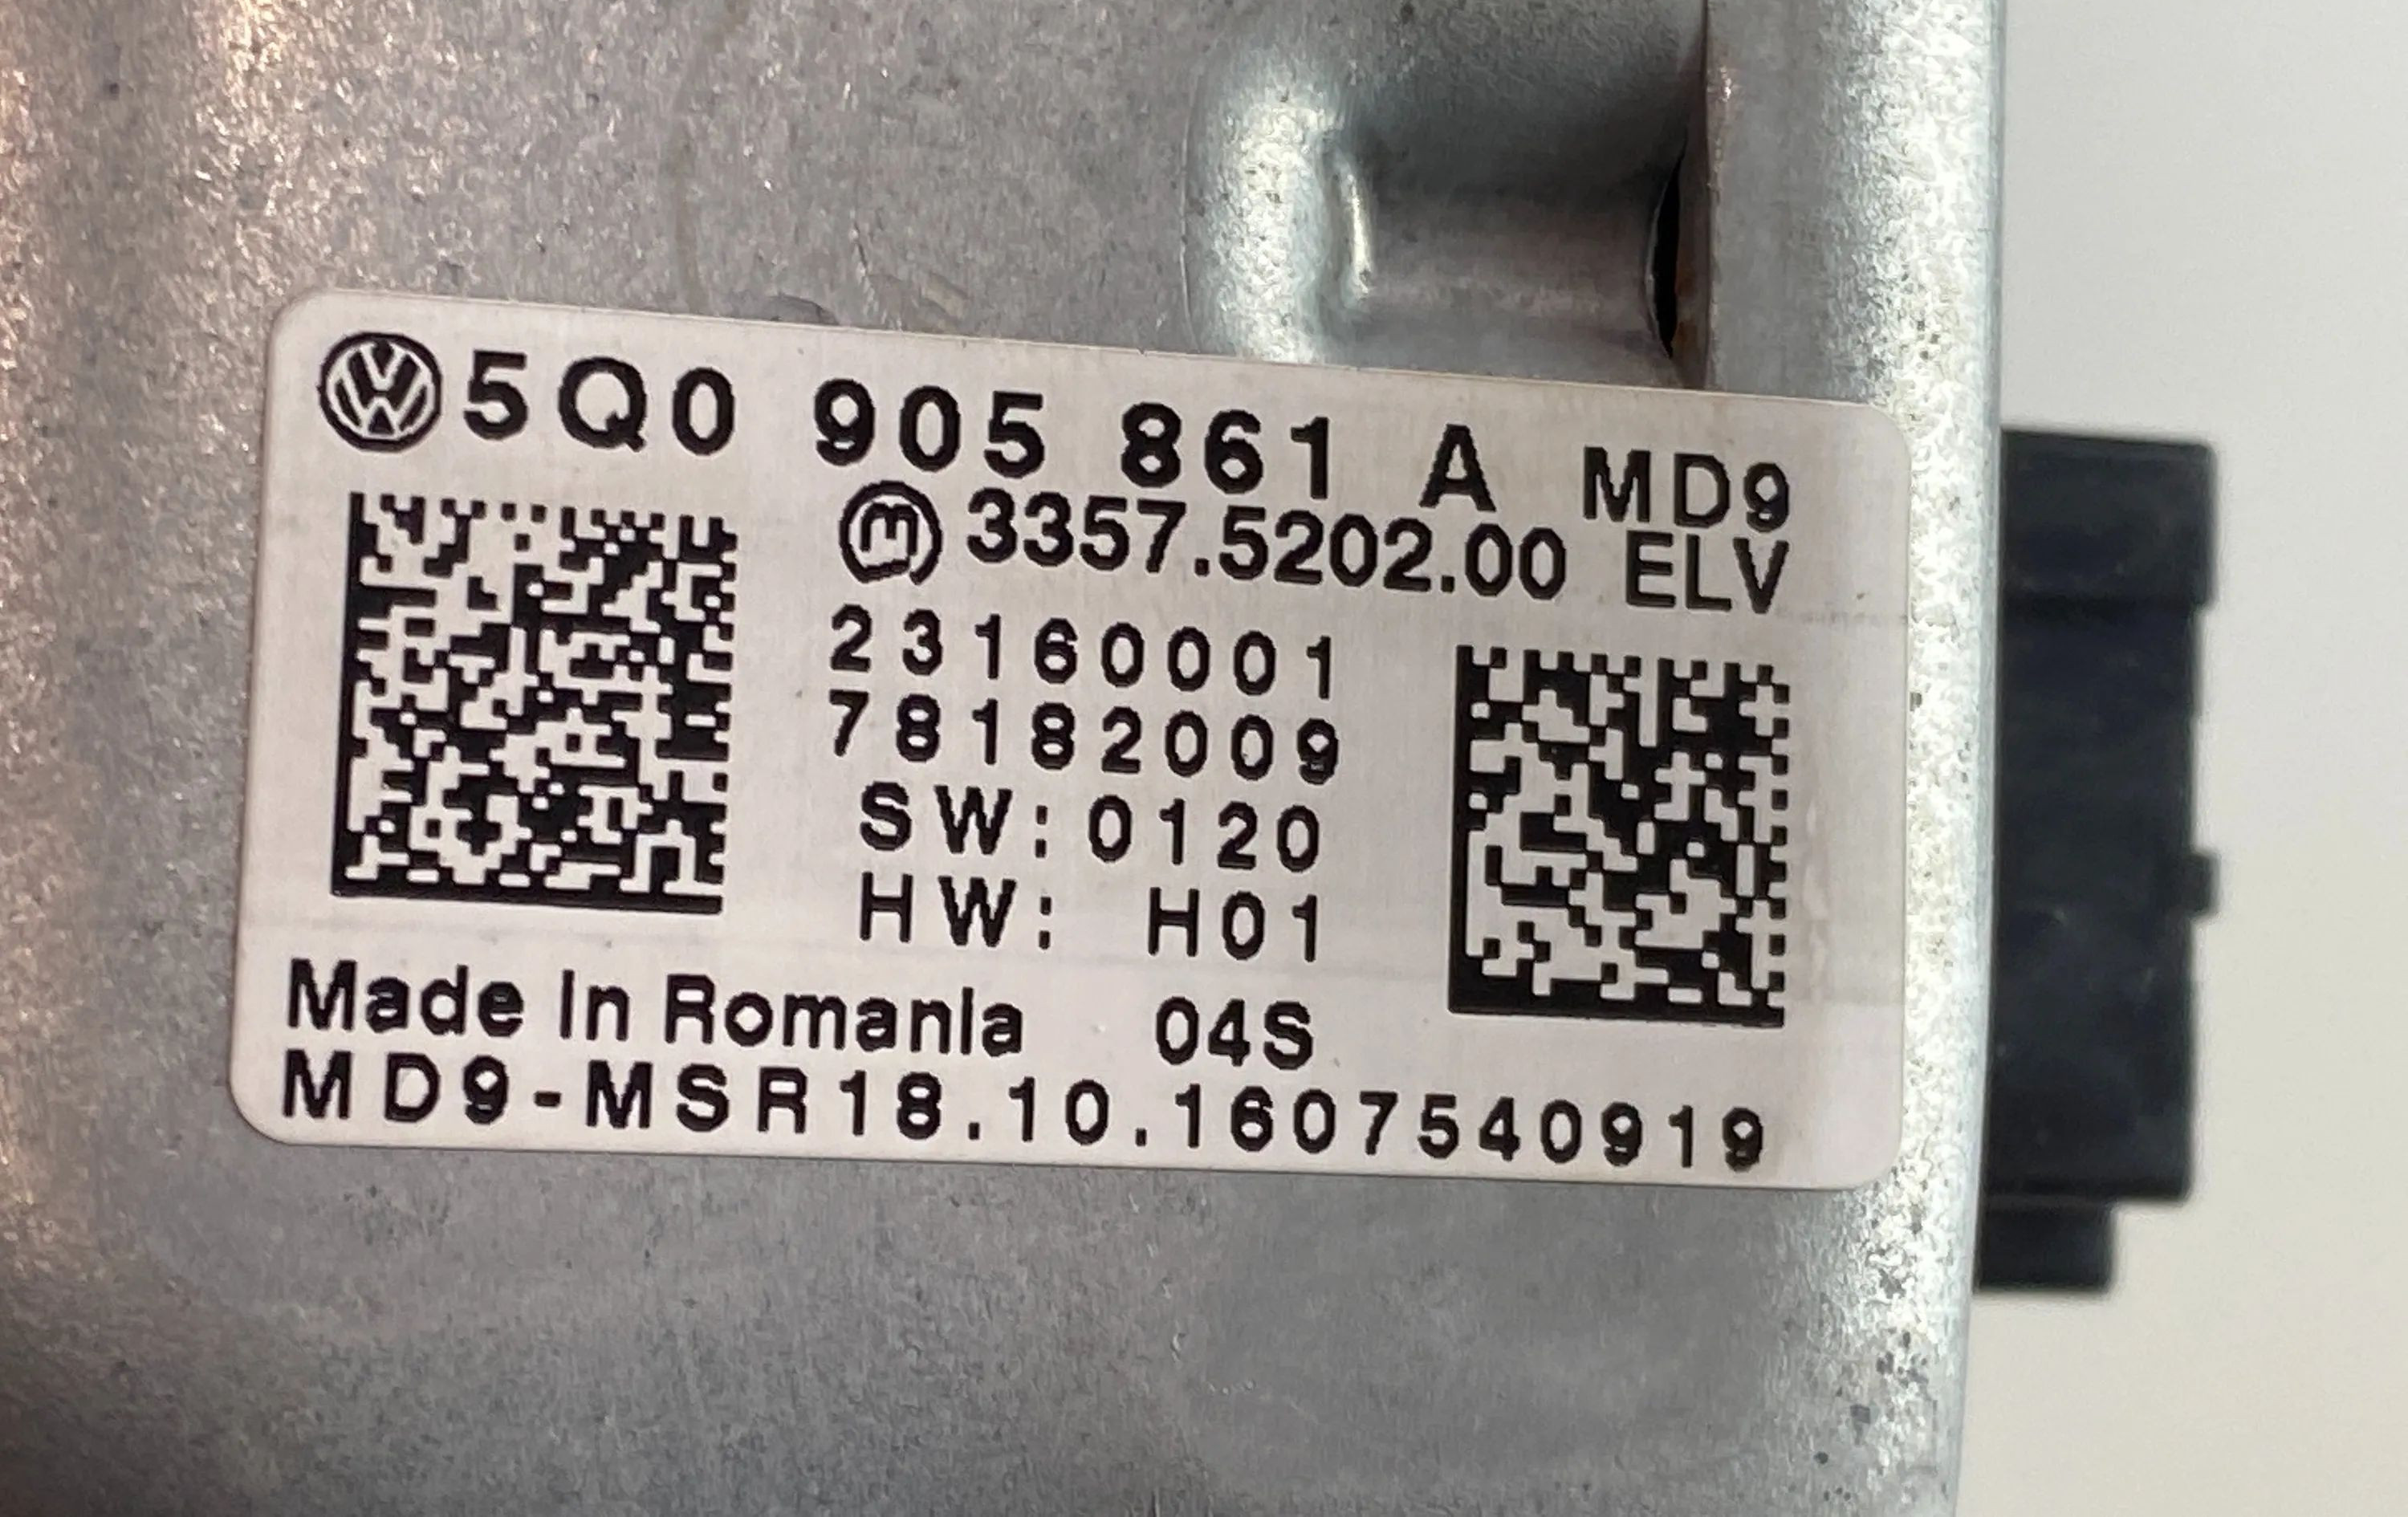 5Q0 905 861 A MD9
3357.5202.00 ELV
23160001
78182009
SW:0120
HW: H01
Made In Romania 04S
MD9-MSR18.10.1607540919